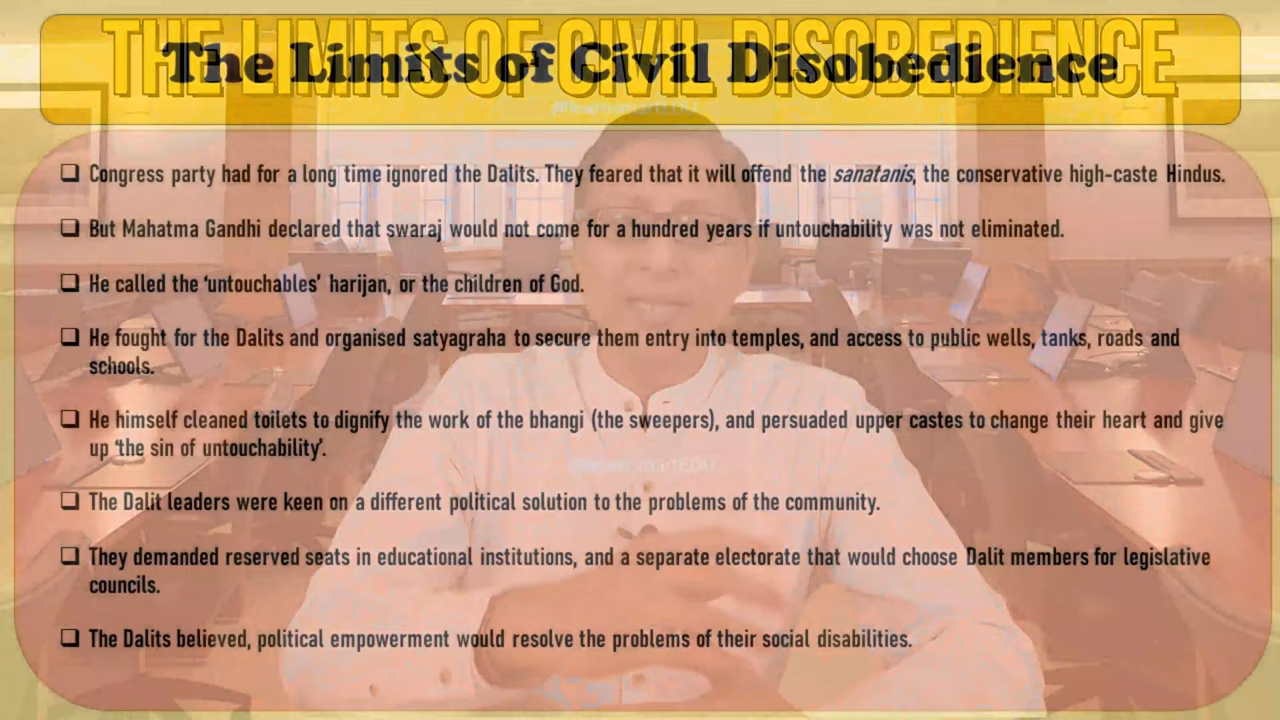 THE LIMITS OF CIVIL DISOBEDIENCE
The Limits of Civil Disobedience
❑ Congress party had for a long time ignored the Dalits. They feared that it will offend the sanatanis, the conservative high-caste Hindus.
❑ But Mahatma Gandhi declared that swaraj would not come for a hundred years if untouchability was not eliminated.
❑ He called the ‘untouchables’ harijan, or the children of God.
❑ He fought for the Dalits and organised satyagraha to secure them entry into temples, and access to public wells, tanks, roads and
schools.
❑ He himself cleaned toilets to dignify the work of the bhangi (the sweepers), and persuaded upper castes to change their heart and give
up ‘the sin of untouchability’.
❑ The Dalit leaders were keen on a different political solution to the problems of the community.
❑ They demanded reserved seats in educational institutions, and a separate electorate that would choose Dalit members for legislative
councils.
❑ The Dalits believed, political empowerment would resolve the problems of their social disabilities.